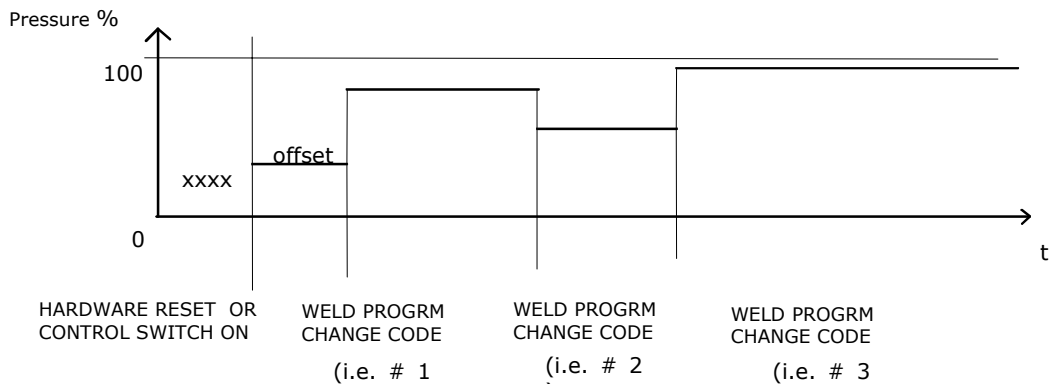 Pressure %
100
offset
xxxx
0
t
HARDWARE RESET OR
CONTROL SWITCH ON
WELD PROGRM
CHANGE CODE
(i.e. # 1
WELD PROGRM
CHANGE CODE
(i.e. # 2
WELD PROGRM
CHANGE CODE
(i.e. # 3